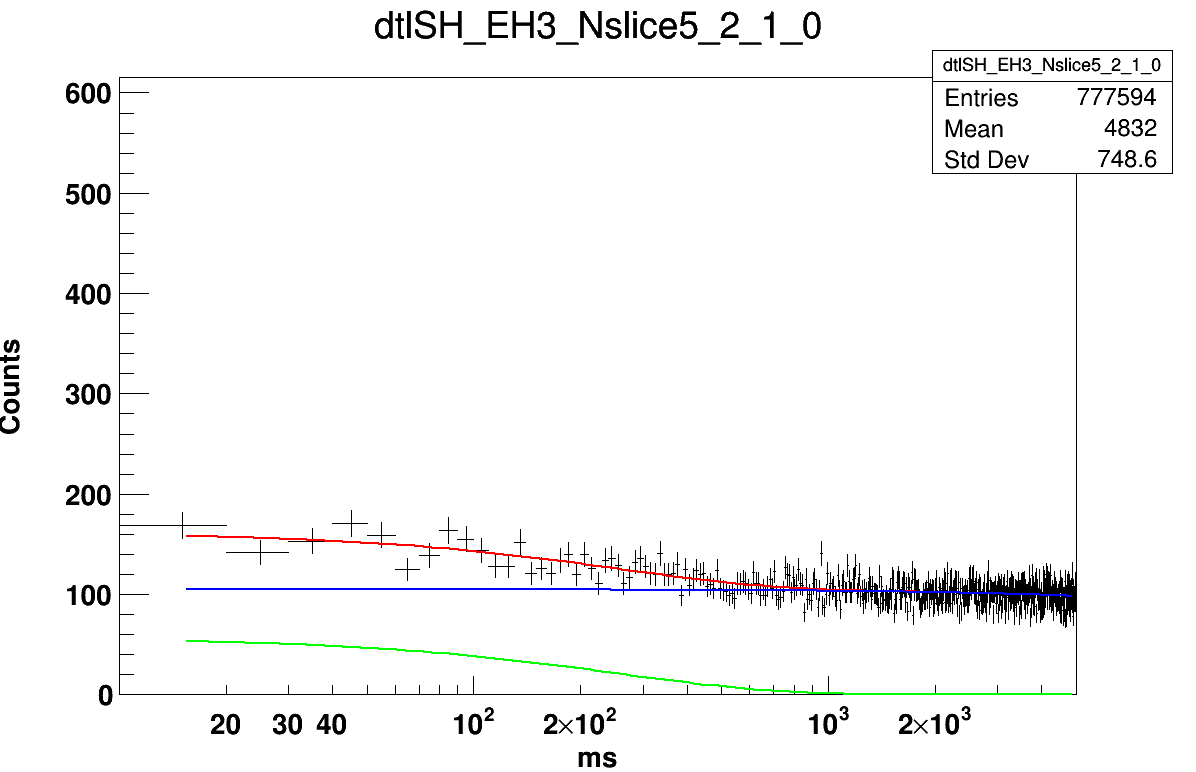 dtlSH_EH3_Nslice5_2_1_0
dtlSH_EH3_Nslice5_2_1_0
Entries 777594
Mean 4832
Std Dev 748.6
600
500
400
300
200
100
0
Counts
20 30 40 10² 2×10² 10³ 2×10³
ms